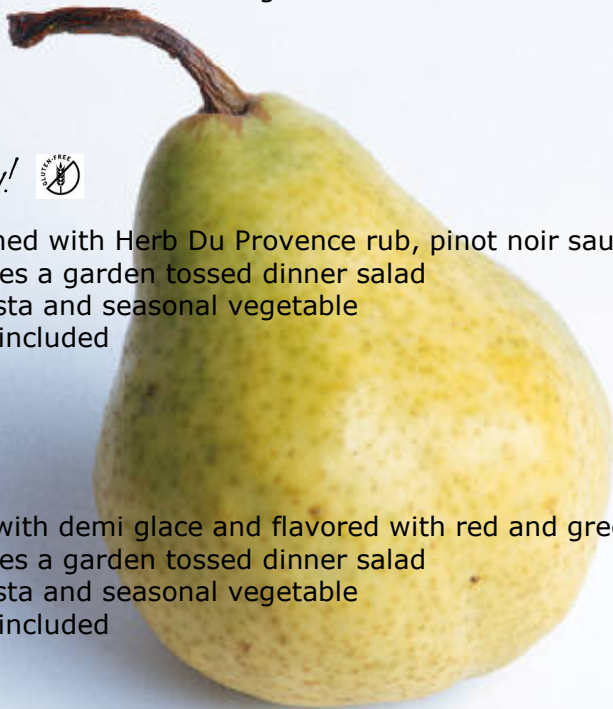 GLUTEN-FREE
ned with Herb Du Provence rub, pinot noir sau
es a garden tossed dinner salad
sta and seasonal vegetable
included
with demi glace and flavored with red and gree
es a garden tossed dinner salad
sta and seasonal vegetable
included